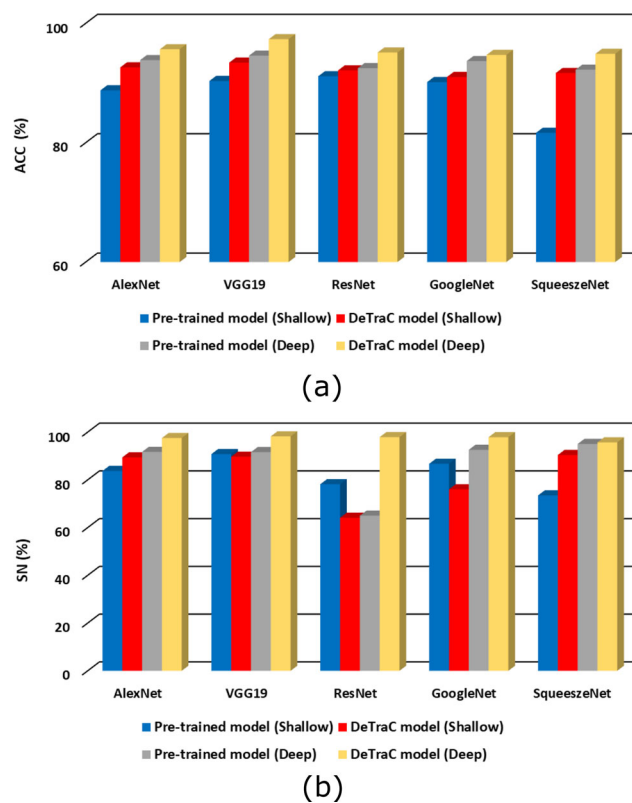 100
80
60
ACC (%)
AlexNet VGG19 ResNet GoogleNet SqueeszeNet
Pre-trained model (Shallow) DeTraC model (Shallow)
Pre-trained model (Deep) DeTraC model (Deep)
(a)
100
80
60
40
20
0
SN (%)
AlexNet VGG19 ResNet GoogleNet SqueeszeNet
Pre-trained model (Shallow) DeTraC model (Shallow)
Pre-trained model (Deep) DeTraC model (Deep)
(b)